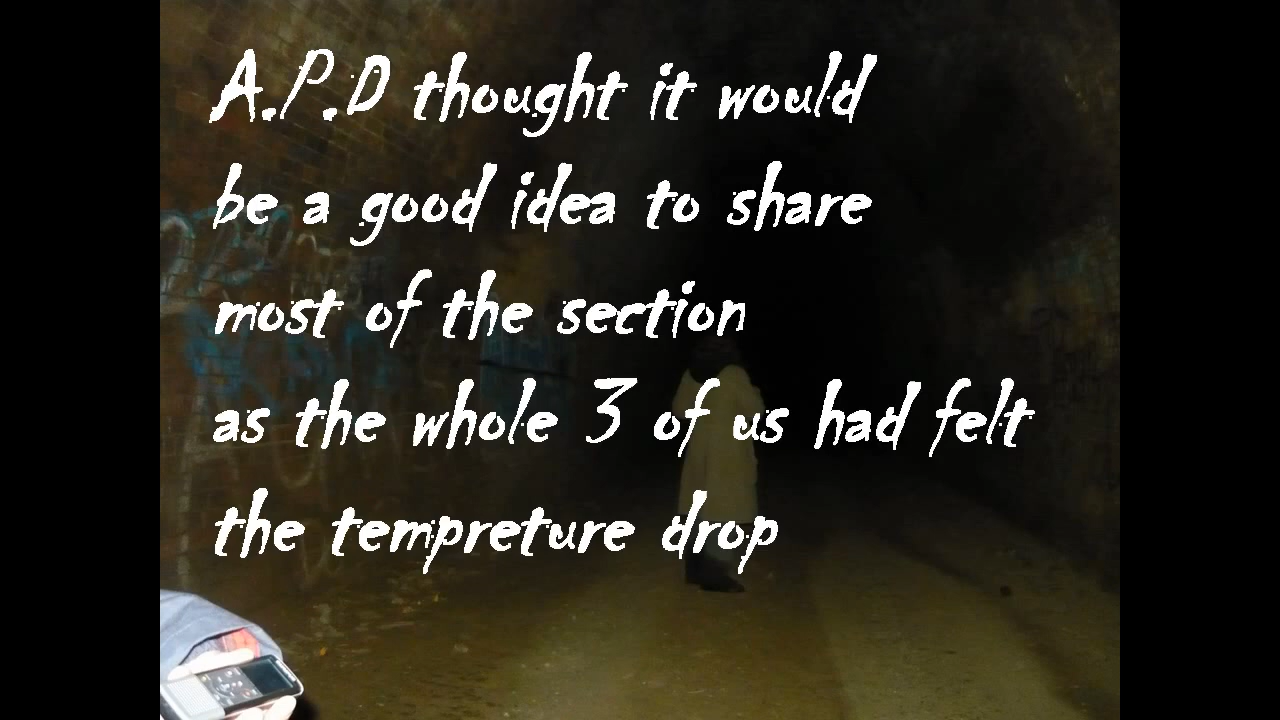 A.P.D thought it would
be a good idea to share
most of the section
as the whole 3 of us had felt
the tempreture drop